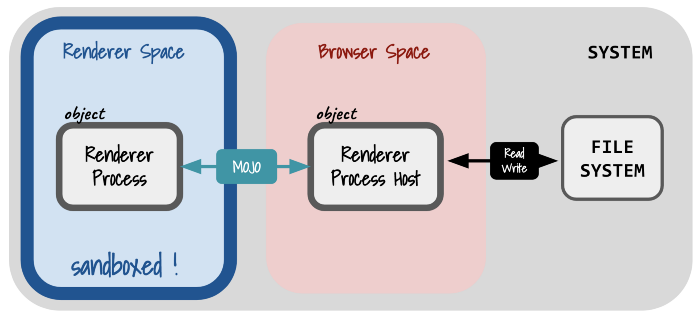 Renderer Space
Browser Space
SYSTEM
object
object
Renderer
Process
MOJO
Renderer
Process Host
Read
Write
FILE
SYSTEM
sandboxed !